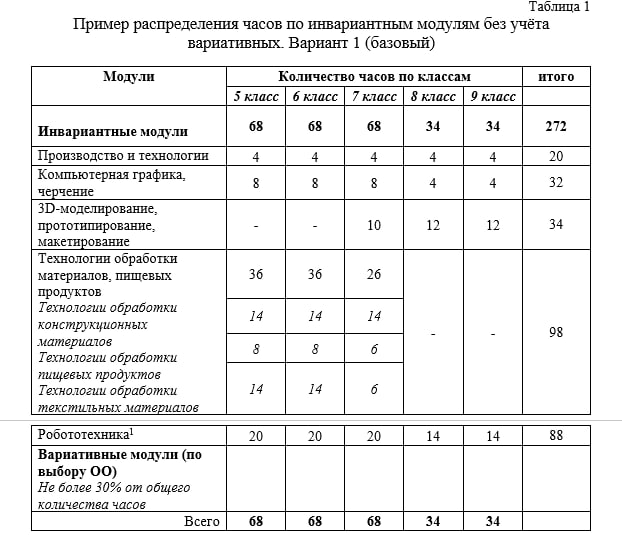 Таблица 1
Пример распределения часов по инвариантным модулям без учёта
вариативных. Вариант 1 (базовый)
Модули Количество часов по классам итого
5 класс 6 класс 7 класс 8 класс 9 класс
Инвариантные модули 68 68 68 34 34 272
Производство и технологии 4 4 4 4 4 20
Компьютерная графика,
черчение 8 8 8 4 4 32
3D-моделирование,
прототипирование,
макетирование - - 10 12 12 34
Технологии обработки
материалов, пищевых
продуктов 36 36 26 - - 98
Технологии обработки
конструкционных
материалов 14 14 14
Технологии обработки
пищевых продуктов 8 8 6
Технологии обработки
текстильных материалов 14 14 6
Робототехника¹ 20 20 20 14 14 88
Вариативные модули (по
выбору ОО)
Не более 30% от общего
количества часов
Всего 68 68 68 34 34